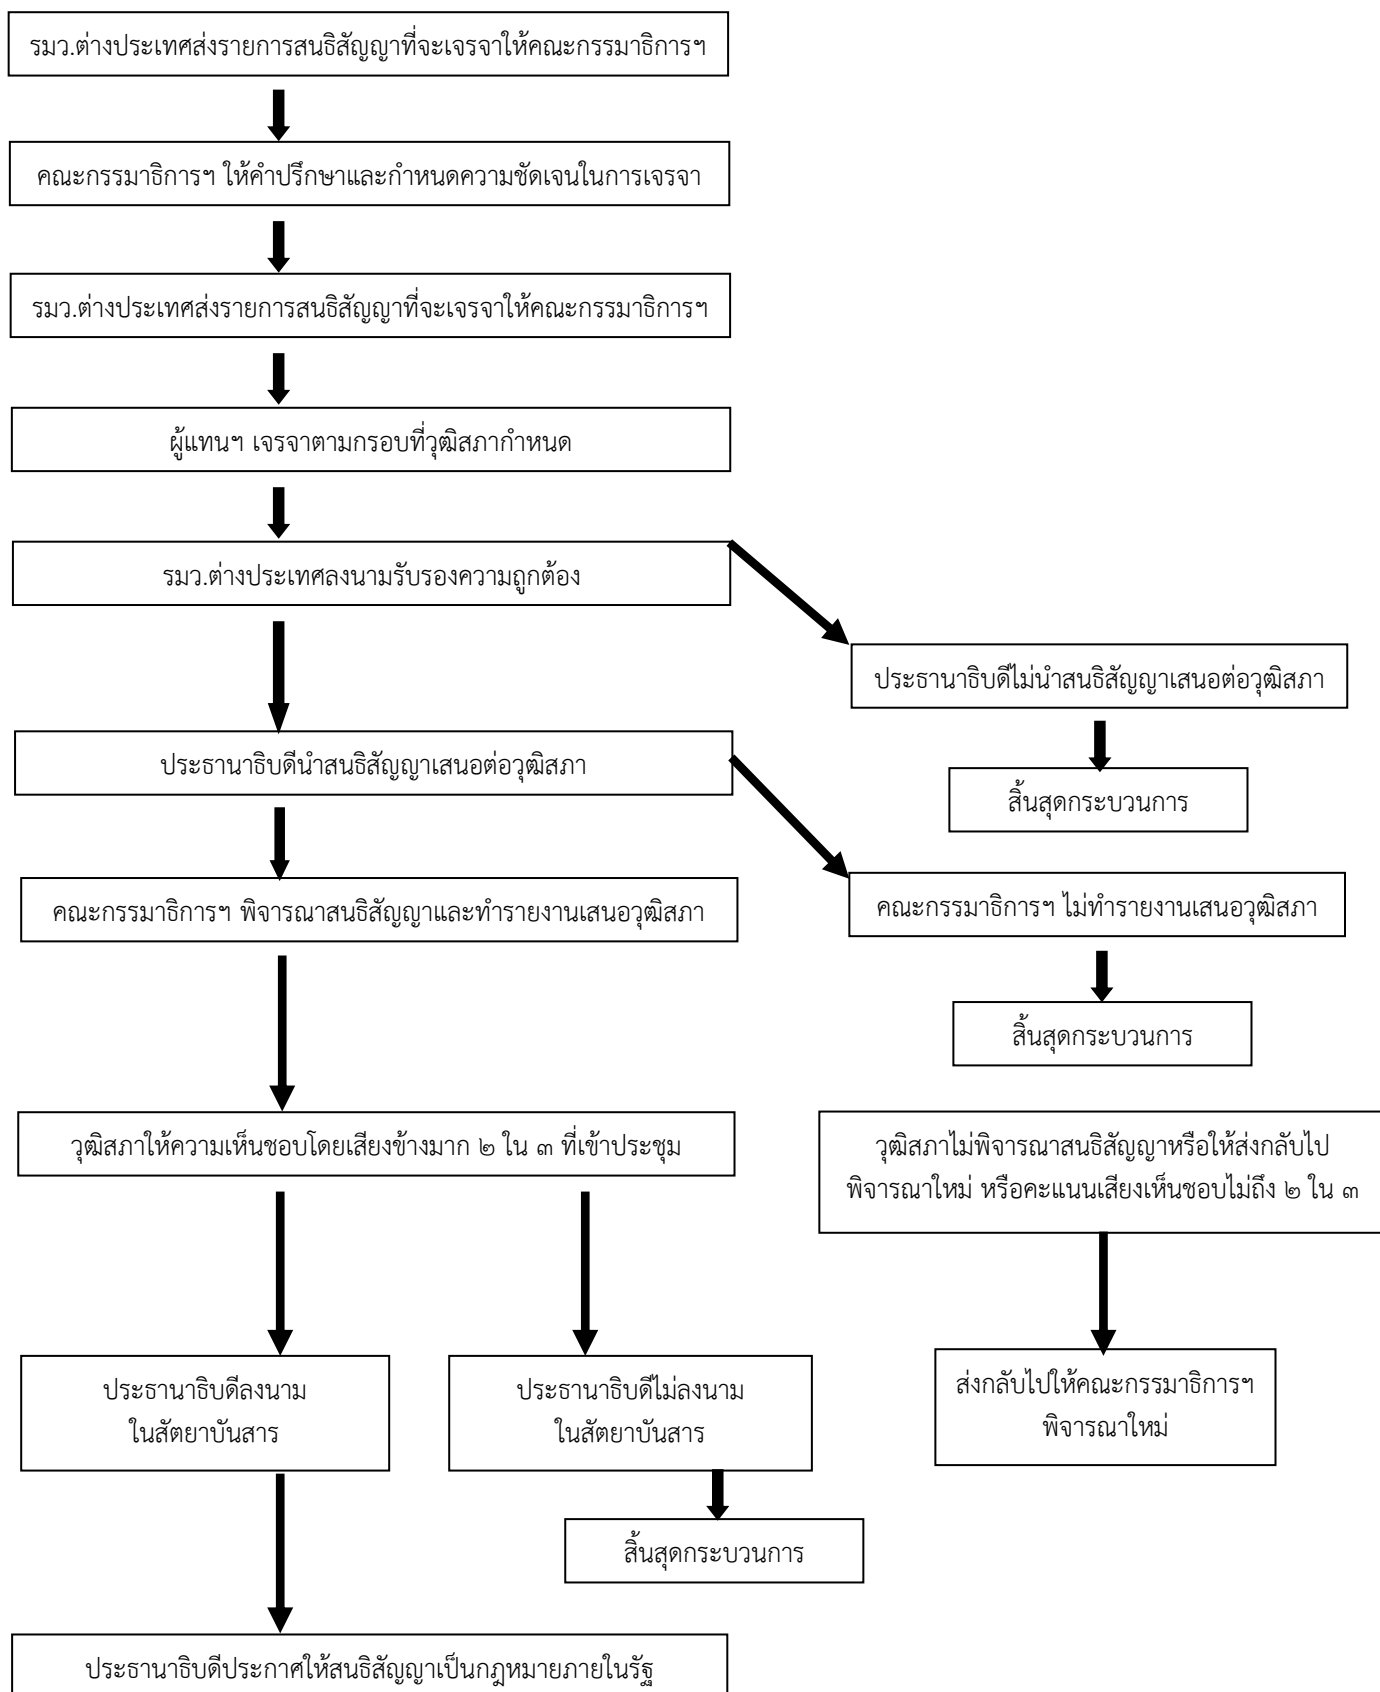 รมว.ต่างประเทศส่งรายการสนธิสัญญาที่จะเจรจาให้คณะกรรมาธิการฯ
คณะกรรมาธิการฯ ให้คำปรึกษาและกำหนดความชัดเจนในการเจรจา
รมว.ต่างประเทศส่งรายการสนธิสัญญาที่จะเจรจาให้คณะกรรมาธิการฯ
ผู้แทนฯ เจรจาตามกรอบที่วุฒิสภากำหนด
รมว.ต่างประเทศลงนามรับรองความถูกต้อง
ประธานาธิบดีไม่นำสนธิสัญญาเสนอต่อวุฒิสภา
ประธานาธิบดีนำสนธิสัญญาเสนอต่อวุฒิสภา
สิ้นสุดกระบวนการ
คณะกรรมาธิการฯ พิจารณาสนธิสัญญาและทำรายงานเสนอวุฒิสภา
คณะกรรมาธิการฯ ไม่ทำรายงานเสนอวุฒิสภา
สิ้นสุดกระบวนการ
วุฒิสภาให้ความเห็นชอบโดยเสียงข้างมาก ๒ ใน ๓ ที่เข้าประชุม
วุฒิสภาไม่พิจารณาสนธิสัญญาหรือให้ส่งกลับไป
พิจารณาใหม่ หรือคะแนนเสียงเห็นชอบไม่ถึง ๒ ใน ๓
ประธานาธิบดีลงนาม
ในสัตยาบันสาร
ประธานาธิบดีไม่ลงนาม
ในสัตยาบันสาร
ส่งกลับไปให้คณะกรรมาธิการฯ
พิจารณาใหม่
สิ้นสุดกระบวนการ
ประธานาธิบดีประกาศให้สนธิสัญญาเป็นกฎหมายภายในรัฐ